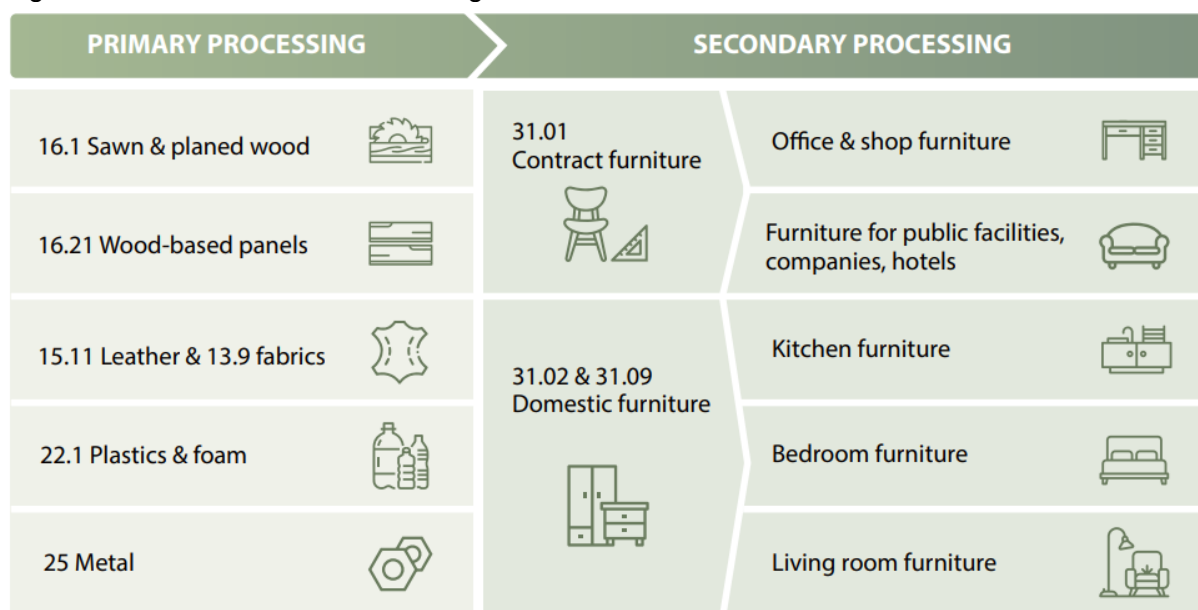 PRIMARY PROCESSING
SECONDARY PROCESSING
16.1 Sawn & planed wood
16.21 Wood-based panels
15.11 Leather & 13.9 fabrics
22.1 Plastics & foam
25 Metal
31.01
Contract furniture
Office & shop furniture
Furniture for public facilities,
companies, hotels
31.02 & 31.09
Domestic furniture
Kitchen furniture
Bedroom furniture
Living room furniture